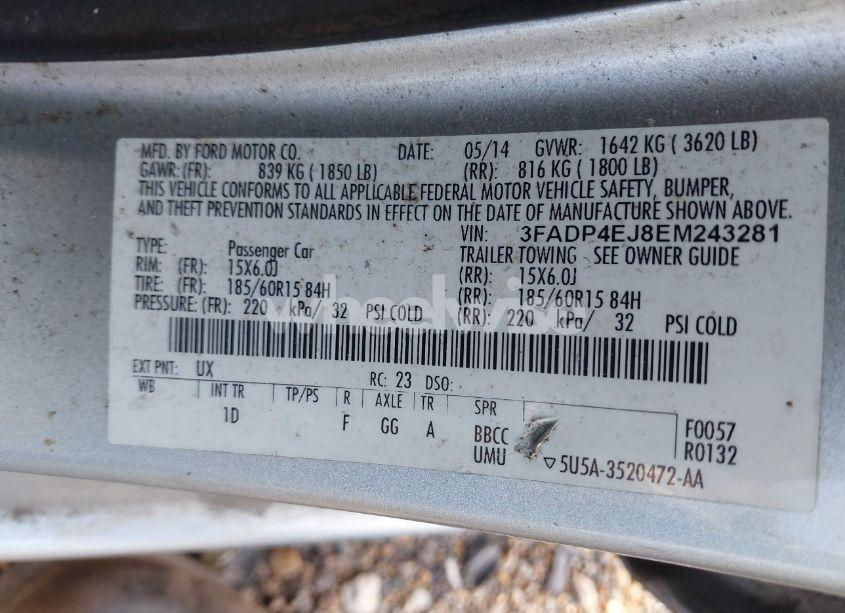 MFD. BY FORD MOTOR CO. DATE: 05/14 GVWR: 1642 KG ( 3620 LB)
GAWR: (FR): 839 KG ( 1850 LB) (RR): 816 KG ( 1800 LB)
THIS VEHICLE CONFORMS TO ALL APPLICABLE FEDERAL MOTOR VEHICLE SAFETY, BUMPER,
AND THEFT PREVENTION STANDARDS IN EFFECT ON THE DATE OF MANUFACTURE SHOWN ABOVE.
VIN: 3FADP4EJ8EM243281
TYPE: Passenger Car TRAILER TOWING - SEE OWNER GUIDE
RIM: (FR): 15X6.0J (RR): 15X6.0J
TIRE: (FR): 185/60R15 84H (RR): 185/60R15 84H
PRESSURE: (FR): 220 kPa/ 32 PSI COLD (RR): 220 kPa/ 32 PSI COLD
wheelwise
EXT PNT: UX RC: 23 DSO:
WB INT TR TP/PS R AXLE TR SPR
1D F GG A BBCC F0057
UMU R0132
▽5U5A-3520472-AA